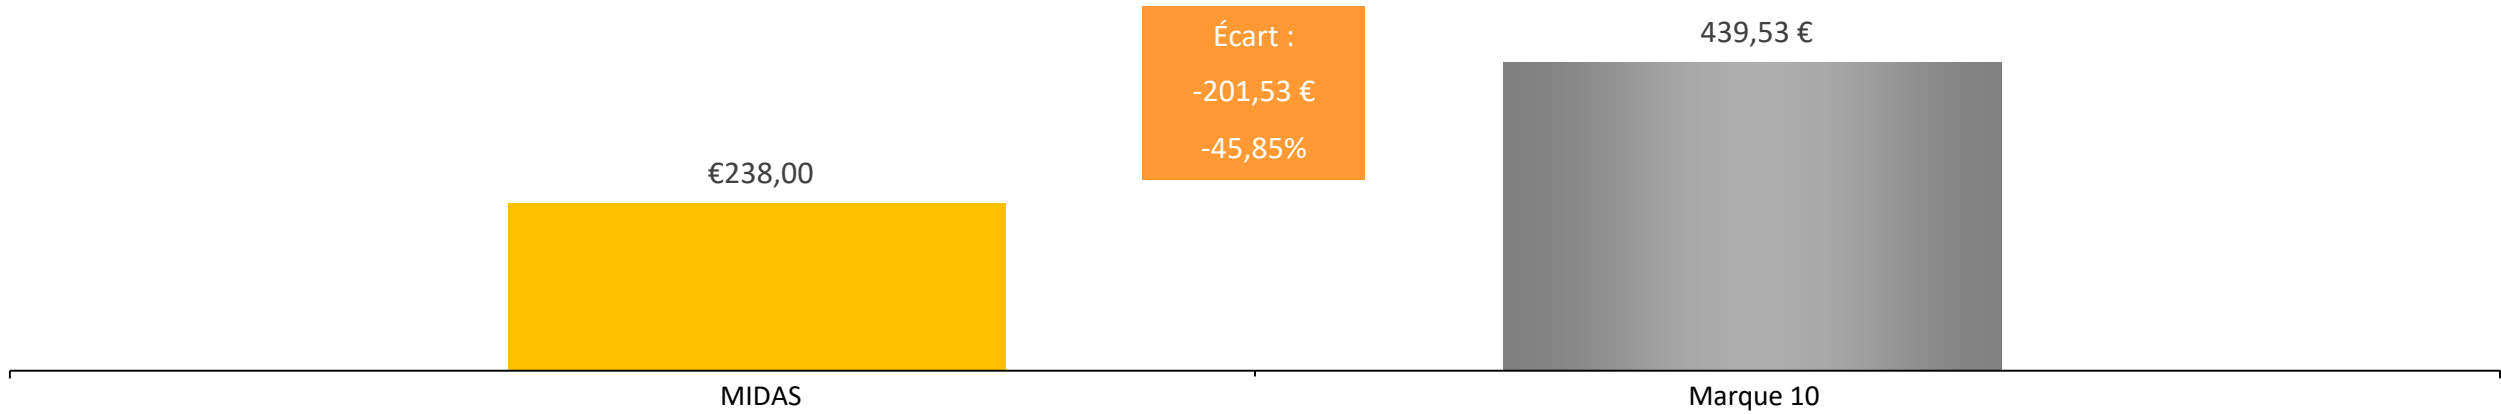 Écart :
-201,53 €
-45,85%
439,53 €
€238,00
MIDAS
Marque 10